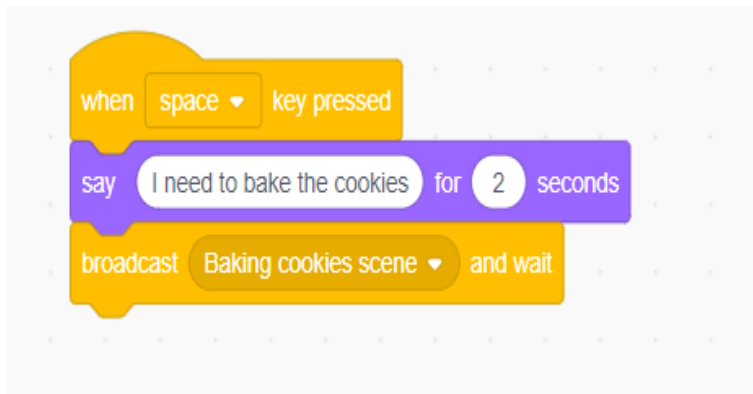 when space key pressed
say I need to bake the cookies for 2 seconds
broadcast Baking cookies scene and wait